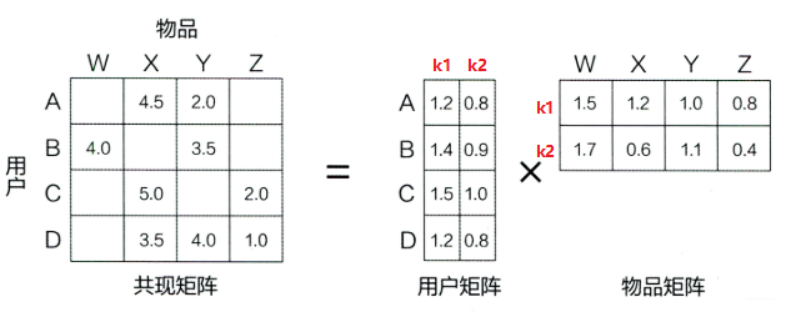 物品
W X Y Z
A 4.5 2.0
B 4.0 3.5
C 5.0 2.0
D 3.5 4.0 1.0
用户
共现矩阵
=
k1 k2
A 1.2 0.8
B 1.4 0.9
C 1.5 1.0
D 1.2 0.8
用户矩阵
×
W X Y Z
k1 1.5 1.2 1.0 0.8
k2 1.7 0.6 1.1 0.4
物品矩阵